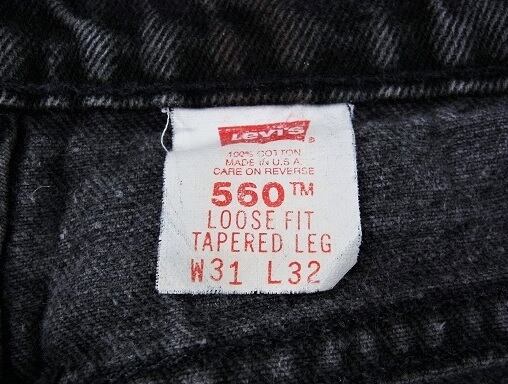 Levi's®
100% COTTON
MADE IN U.S.A.
CARE ON REVERSE
560™
LOOSE FIT
TAPERED LEG
W31 L32